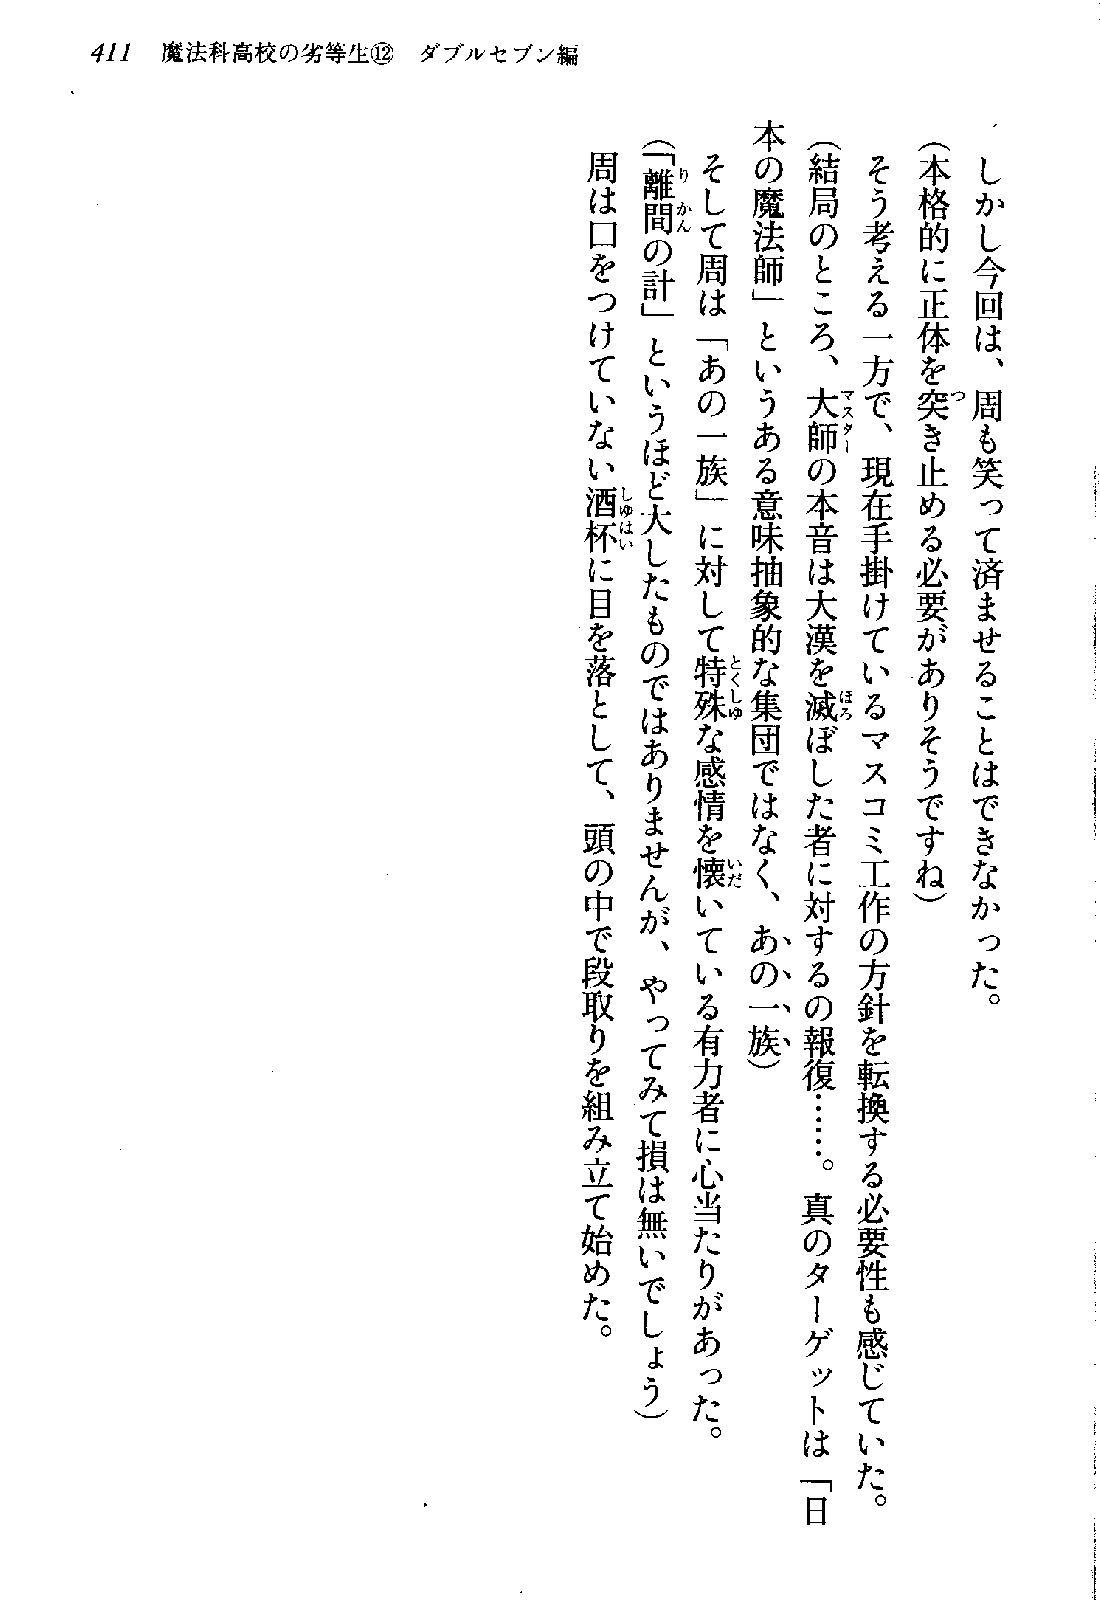 411　魔法科高校の劣等生⑫　ダブルセブン編
しかし今回は、周も笑って済ませることはできなかった。
（本格的に正体を突き止める必要がありそうですね）
そう考える一方で、現在手掛けているマスコミ工作の方針を転換する必要性も感じていた。
（結局のところ、大師の本音は大漢を滅ぼした者に対するの報復……。真のターゲットは「日
本の魔法師」というある意味抽象的な集団ではなく、あの一族）
そして周は「あの一族」に対して特殊な感情を懐いている有力者に心当たりがあった。
（「離間の計」というほど大したものではありませんが、やってみて損は無いでしょう）
周は口をつけていない酒杯に目を落として、頭の中で段取りを組み立て始めた。